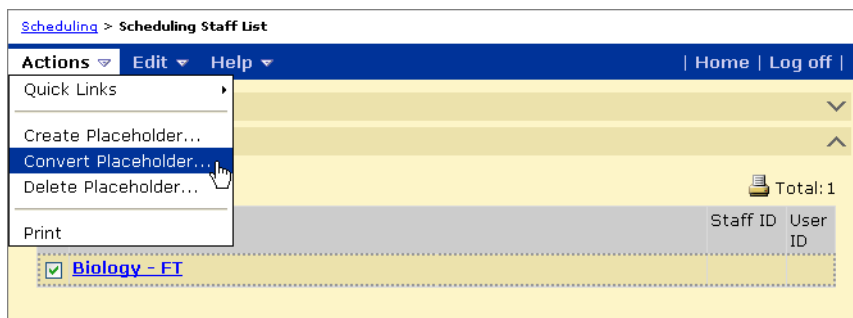 Scheduling > Scheduling Staff List
Actions Edit Help | Home | Log off |
Quick Links
Create Placeholder...
Convert Placeholder...
Delete Placeholder...
Print
Total: 1
Staff ID User
ID
Biology - FT